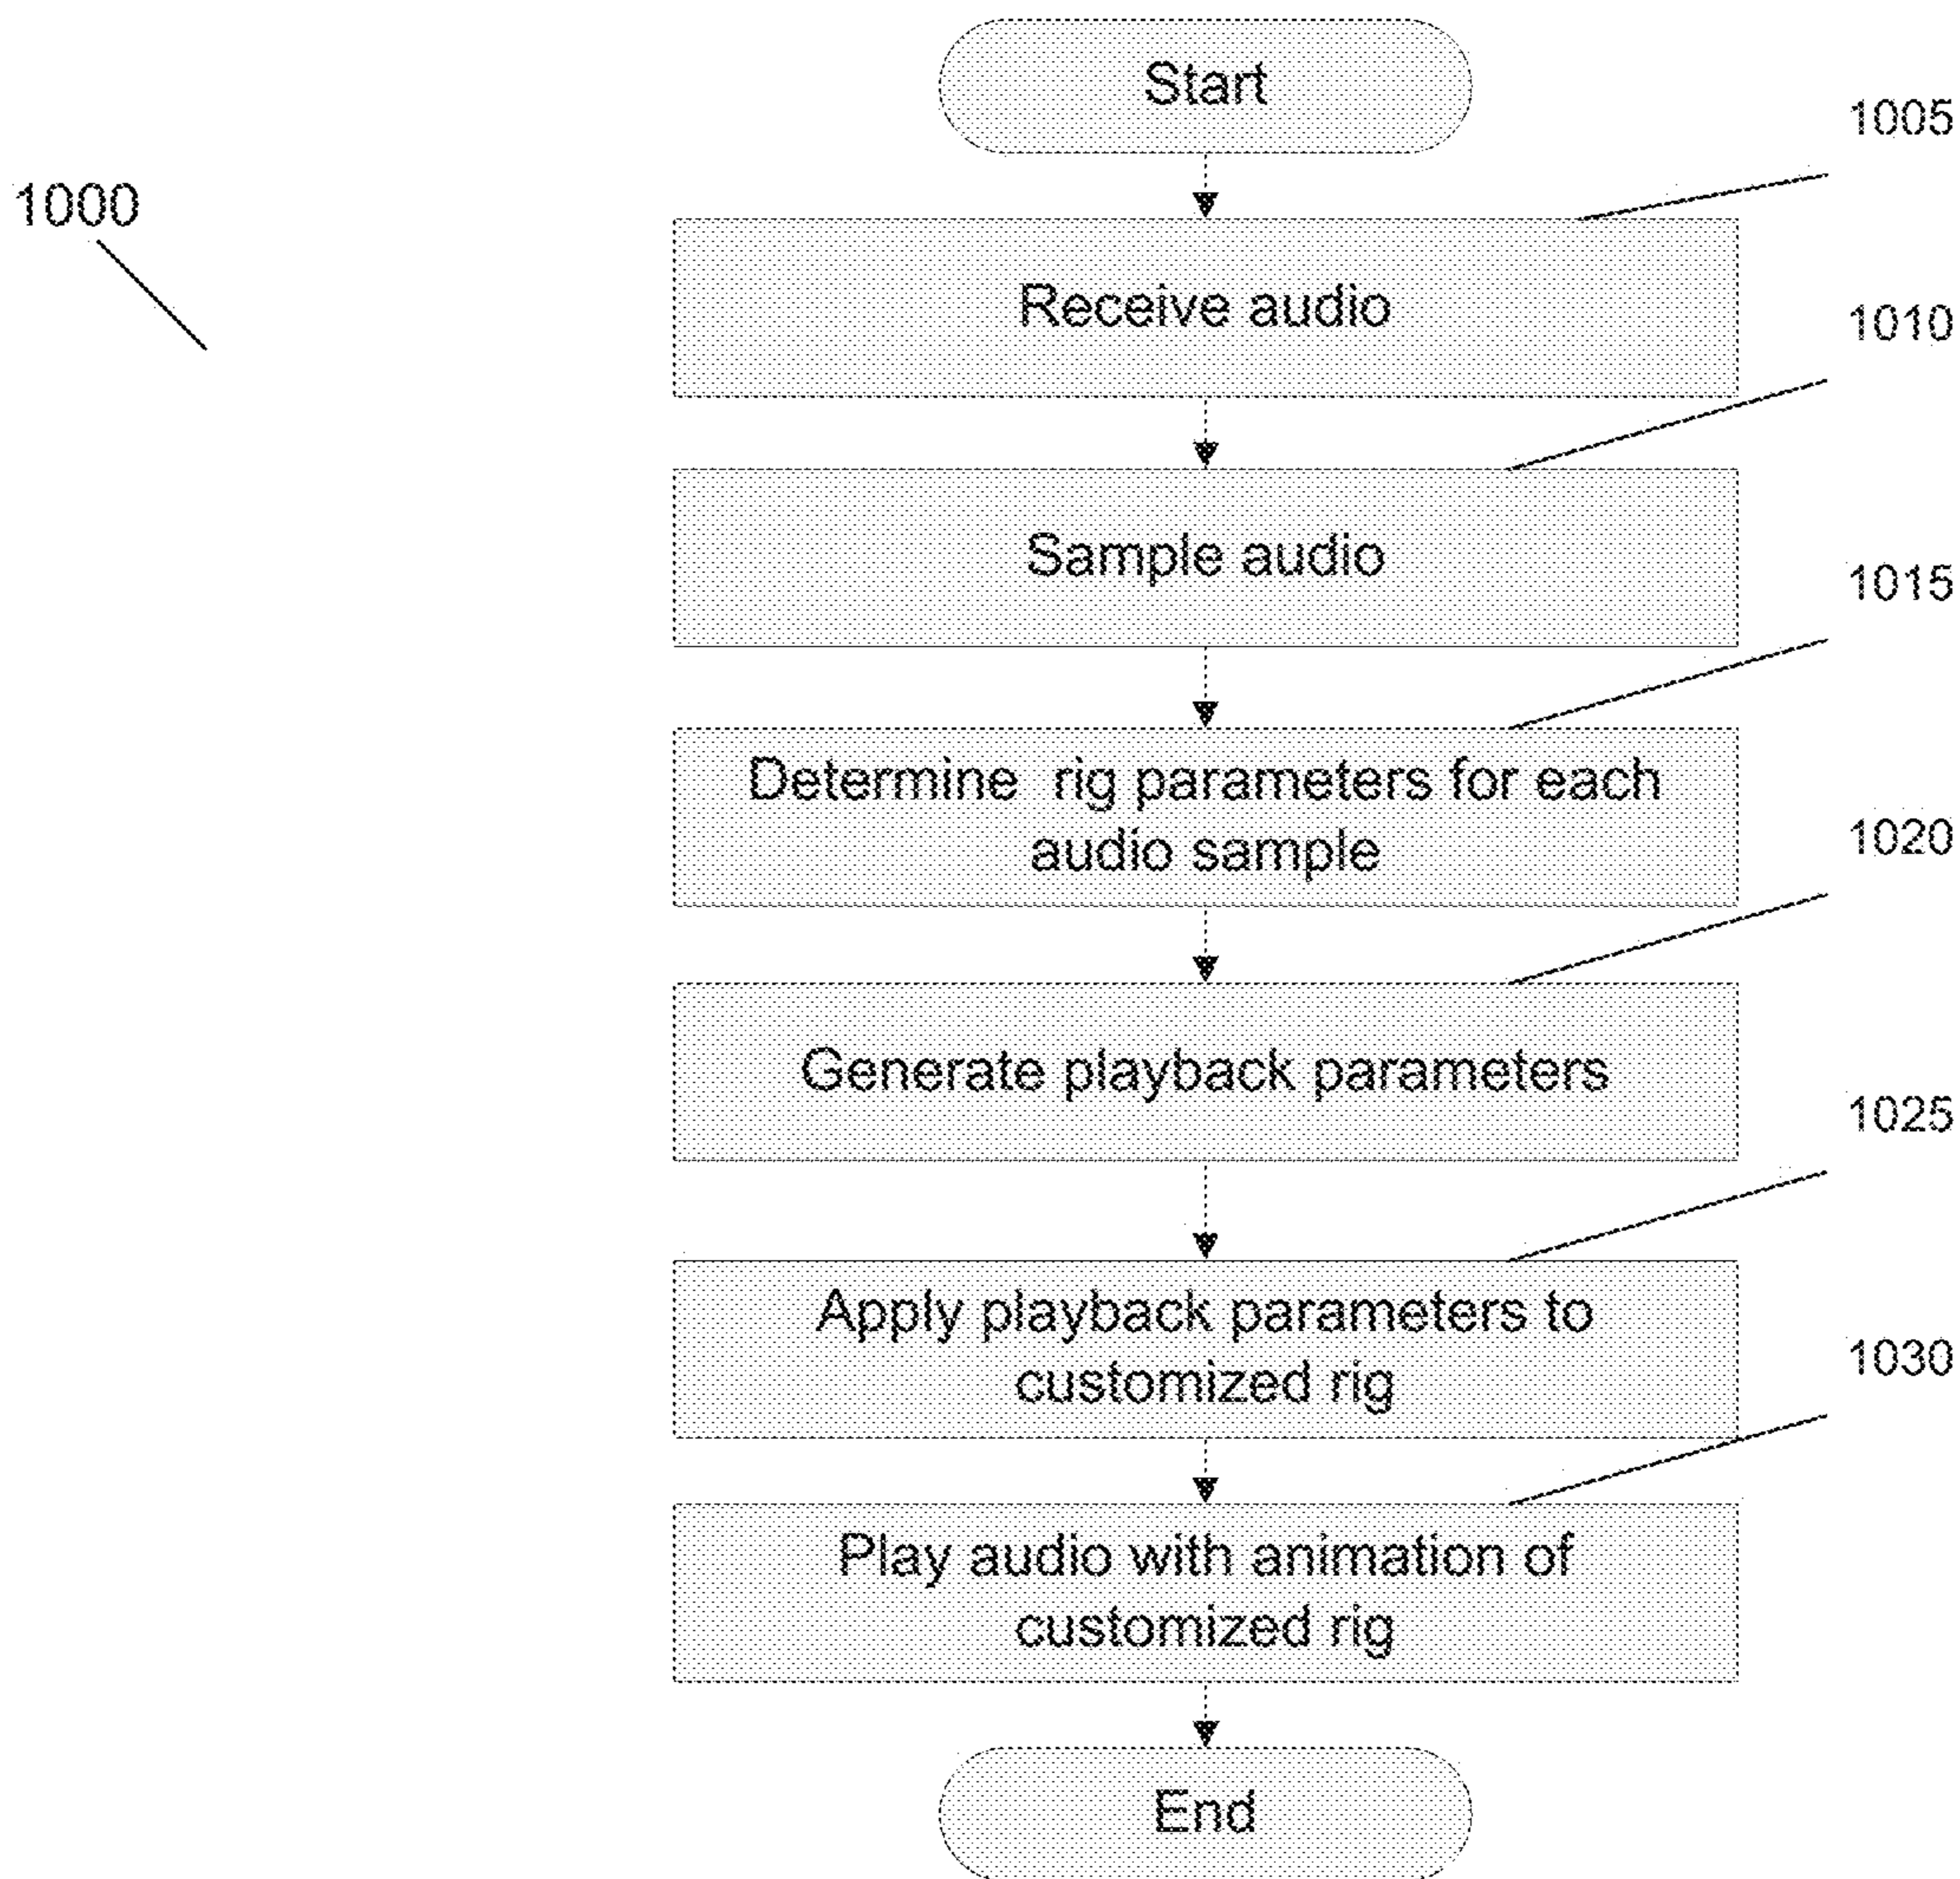 Start
1005
1000
Receive audio
1010
Sample audio
1015
Determine rig parameters for each
audio sample
1020
Generate playback parameters
1025
Apply playback parameters to
customized rig
1030
Play audio with animation of
customized rig
End